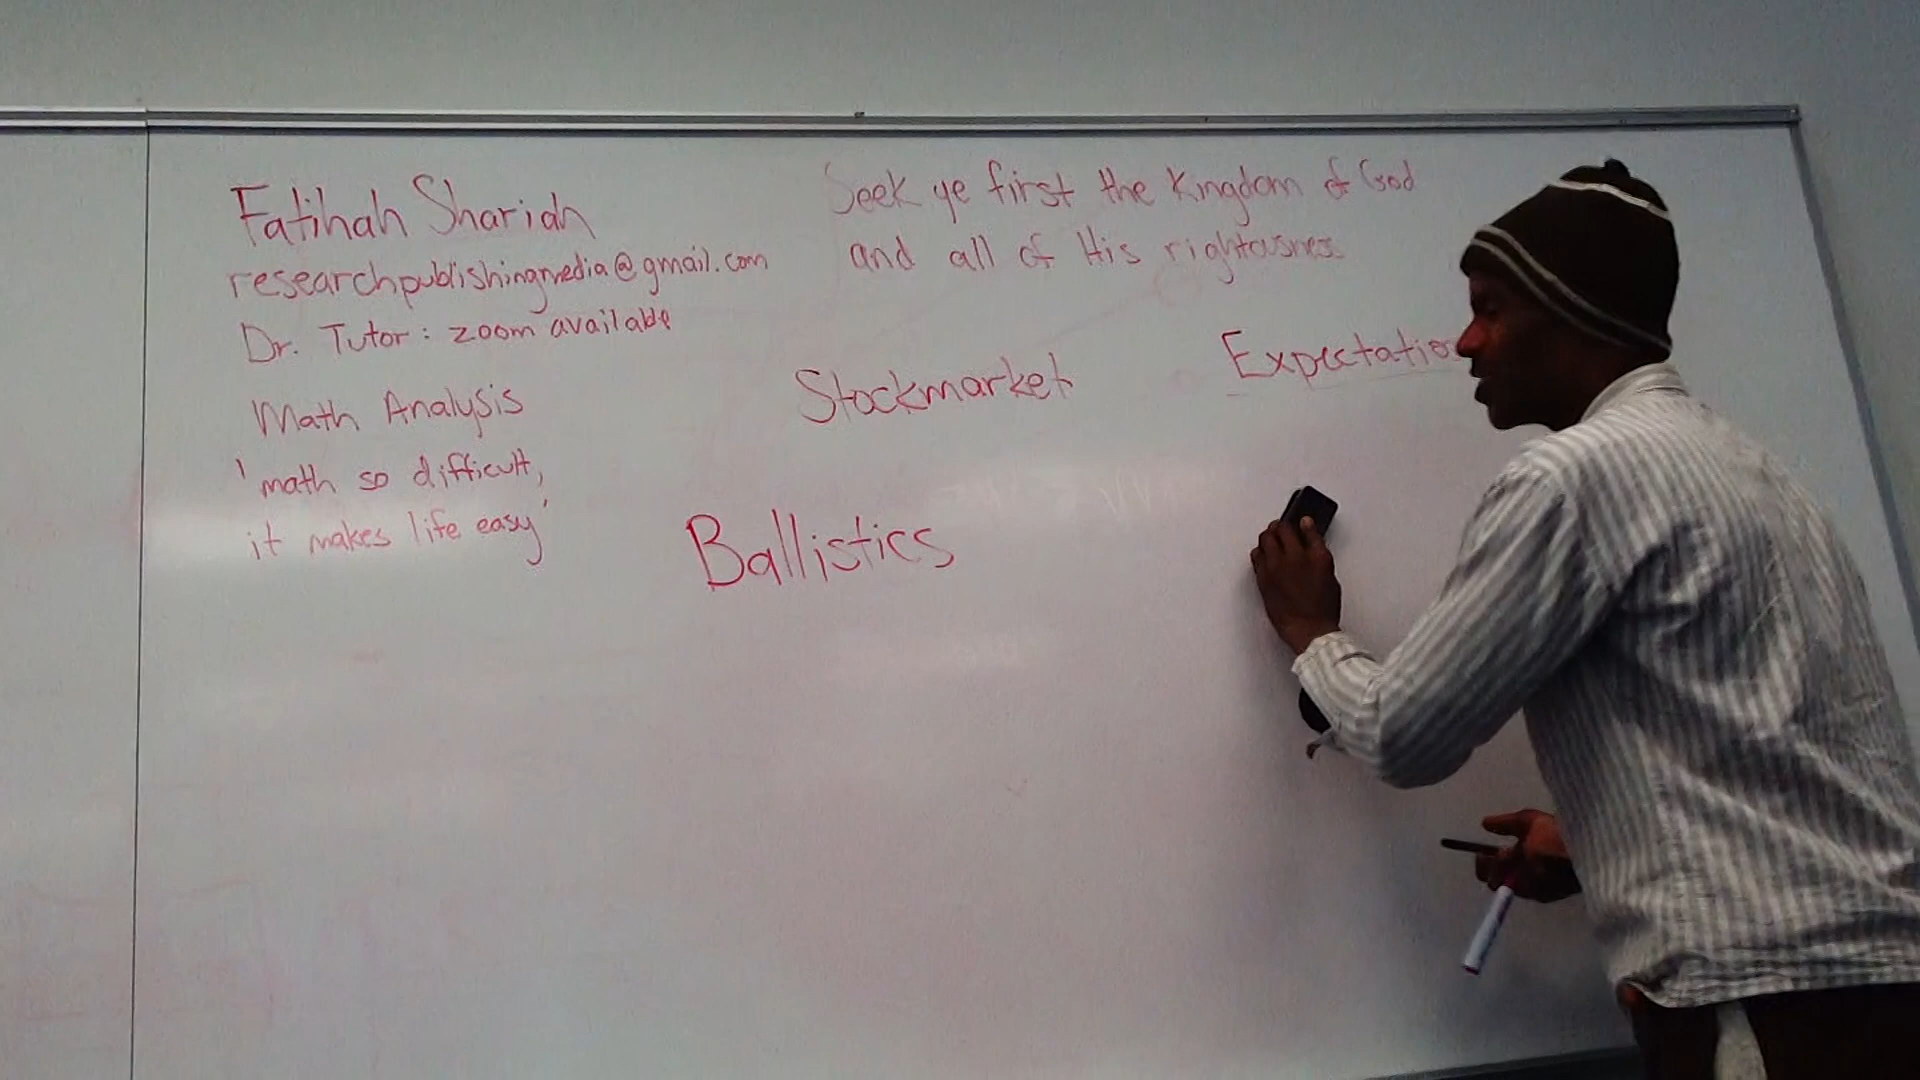 Fatihah Shariah
researchpublishingmedia@gmail.com
Dr. Tutor: zoom available
Math Analysis
'math so difficult,
it makes life easy'
Seek ye first the Kingdom of God
and all of His rightousness
Stockmarket
Expectation
Ballistics